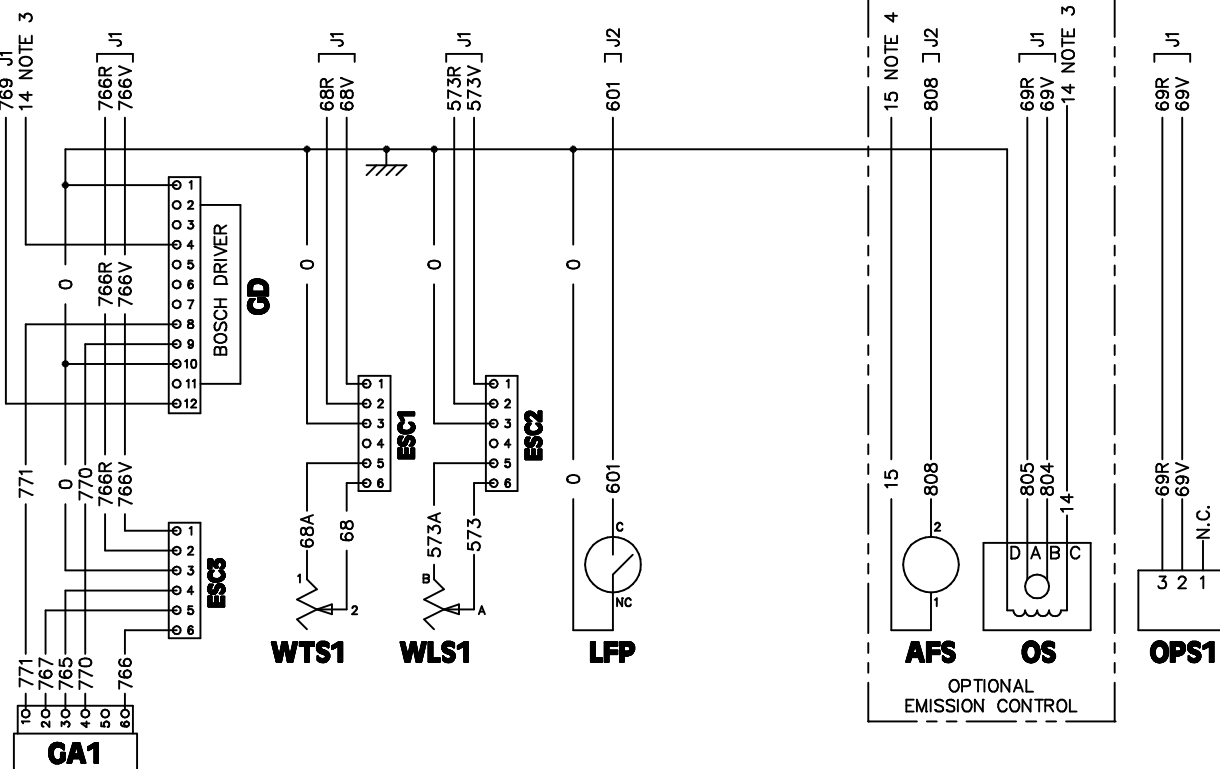 769 J1
14 NOTE 3
J1
766R
766V
J1
68R
68V
J1
573R
573V
J2
601
15 NOTE 4
J2
808
J1
69R
69V
14 NOTE 3
J1
69R
69V
1
2
3
4
5
6
7
8
9
10
11
12
BOSCH DRIVER
GD
0
766R
766V
0
0
0
1
2
3
4
5
6
ESC1
1
2
3
4
5
6
ESC2
771
0
770
766R
766V
0
601
15
808
805
804
14
69R
69V
N.C.
1
2
3
4
5
6
ESC3
68A
68
1
2
WTS1
573A
573
B
A
WLS1
C
NC
LFP
2
1
AFS
D A B C
OS
3 2 1
OPS1
OPTIONAL
EMISSION CONTROL
771
767
765
770
766
1
2
3
4
5
6
GA1